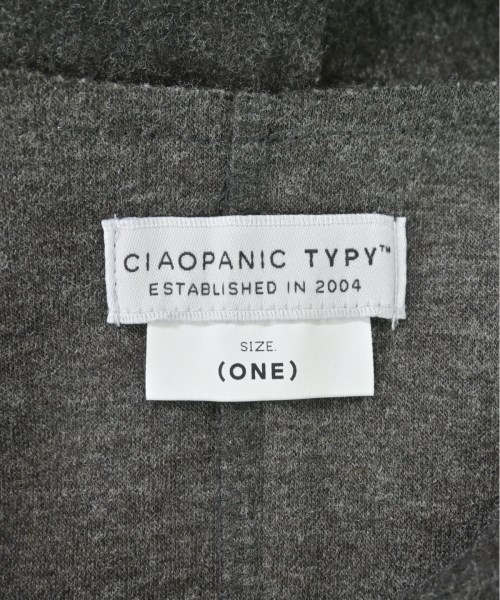 CIAOPANIC TYPY™
ESTABLISHED IN 2004
SIZE.
(ONE)